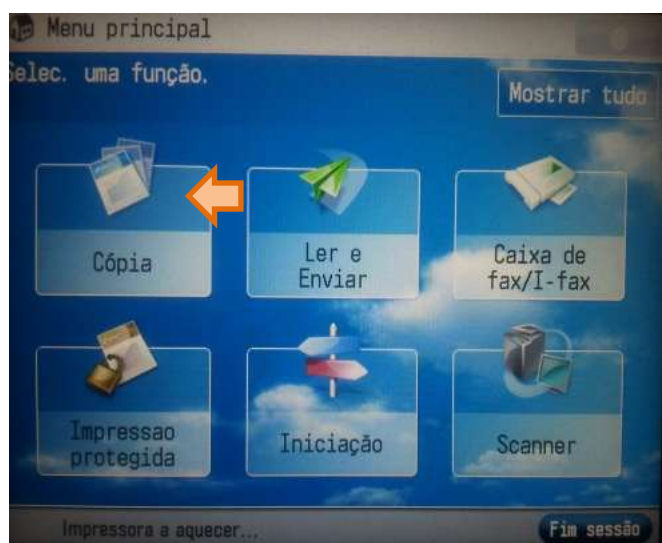 Menu principal
Selec. uma função.
Mostrar tudo
Cópia
Ler e
Enviar
Caixa de
fax/I-fax
Impressao
protegida
Iniciação
Scanner
Impressora a aquecer...
Fim sessão